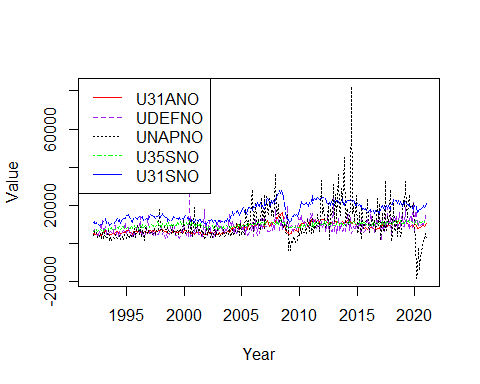 U31ANO
UDEFNO
UNAPNO
U35SNO
U31SNO
Value
60000
20000
-20000
1995
2000
2005
2010
2015
2020
Year